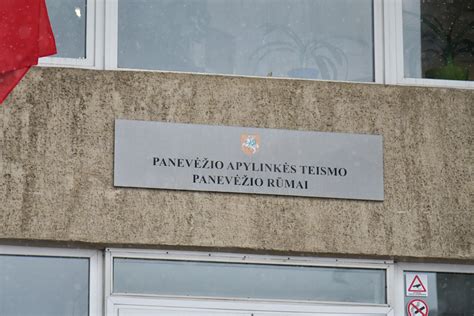 PANEVĖŽIO APYLINKĖS TEISMO
PANEVĖŽIO RŪMAI